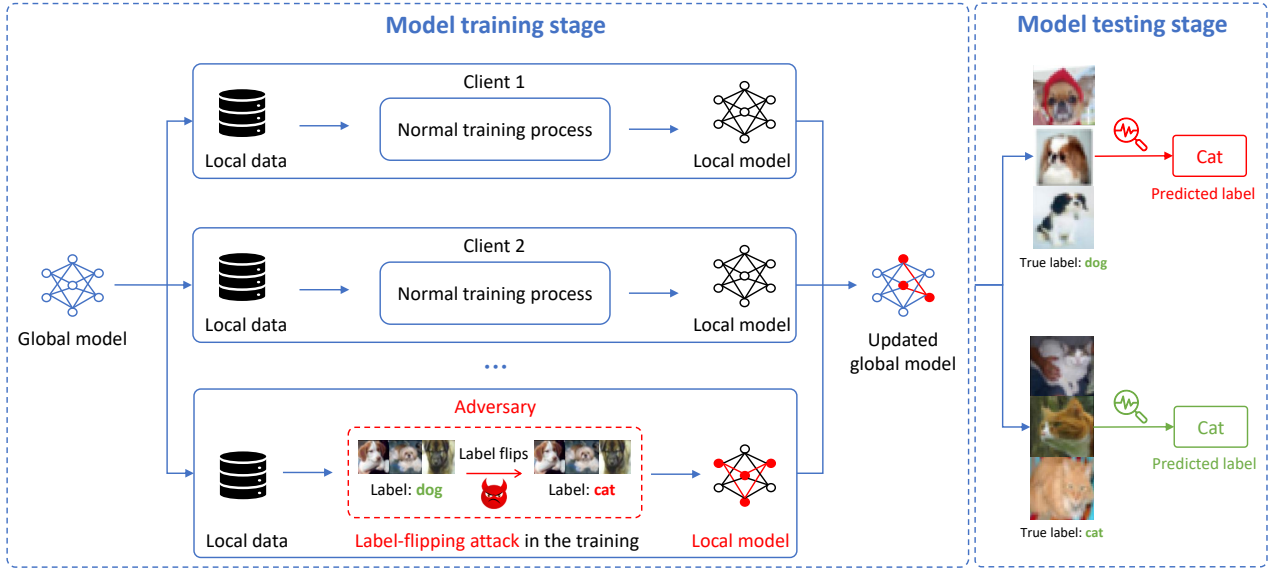 Model training stage
Client 1
Local data
Normal training process
Local model
Client 2
Local data
Normal training process
Local model
Global model
Updated
global model
...
Adversary
Label flips
Label: dog
Label: cat
Local data
Label-flipping attack in the training
Local model
Model testing stage
Cat
Predicted label
True label: dog
Cat
Predicted label
True label: cat